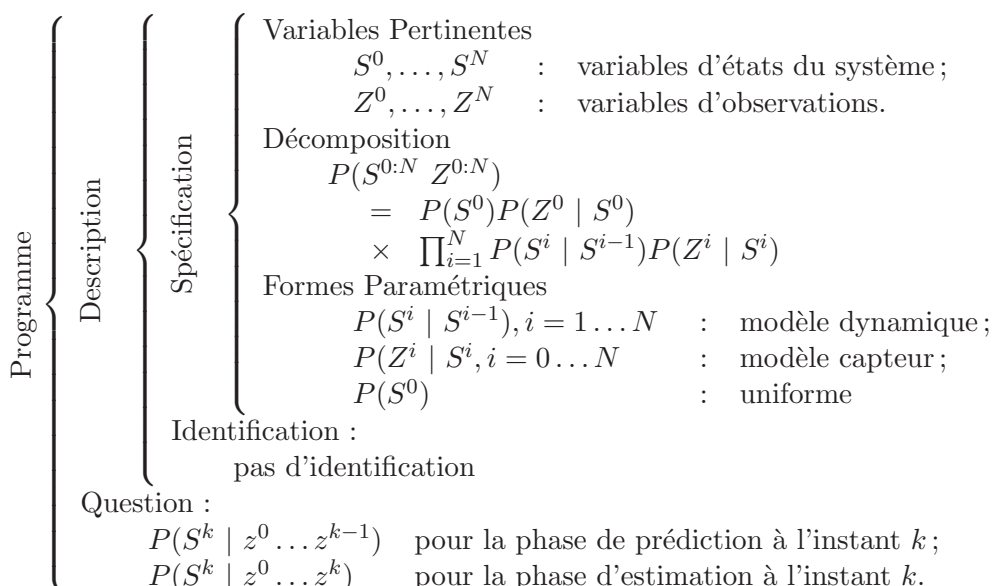 Programme
Description
Spécification
Variables Pertinentes
S^0, . . . , S^N : variables d'états du système ;
Z^0, . . . , Z^N : variables d'observations.
Décomposition
P(S^{0:N} Z^{0:N})
= P(S^0)P(Z^0 | S^0)
× ∏_{i=1}^N P(S^i | S^{i−1})P(Z^i | S^i)
Formes Paramétriques
P(S^i | S^{i−1}), i = 1 . . . N : modèle dynamique ;
P(Z^i | S^i, i = 0 . . . N : modèle capteur ;
P(S^0) : uniforme
Identification :
pas d'identification
Question :
P(S^k | z^0 . . . z^{k−1}) pour la phase de prédiction à l'instant k ;
P(S^k | z^0 . . . z^k) pour la phase d'estimation à l'instant k.